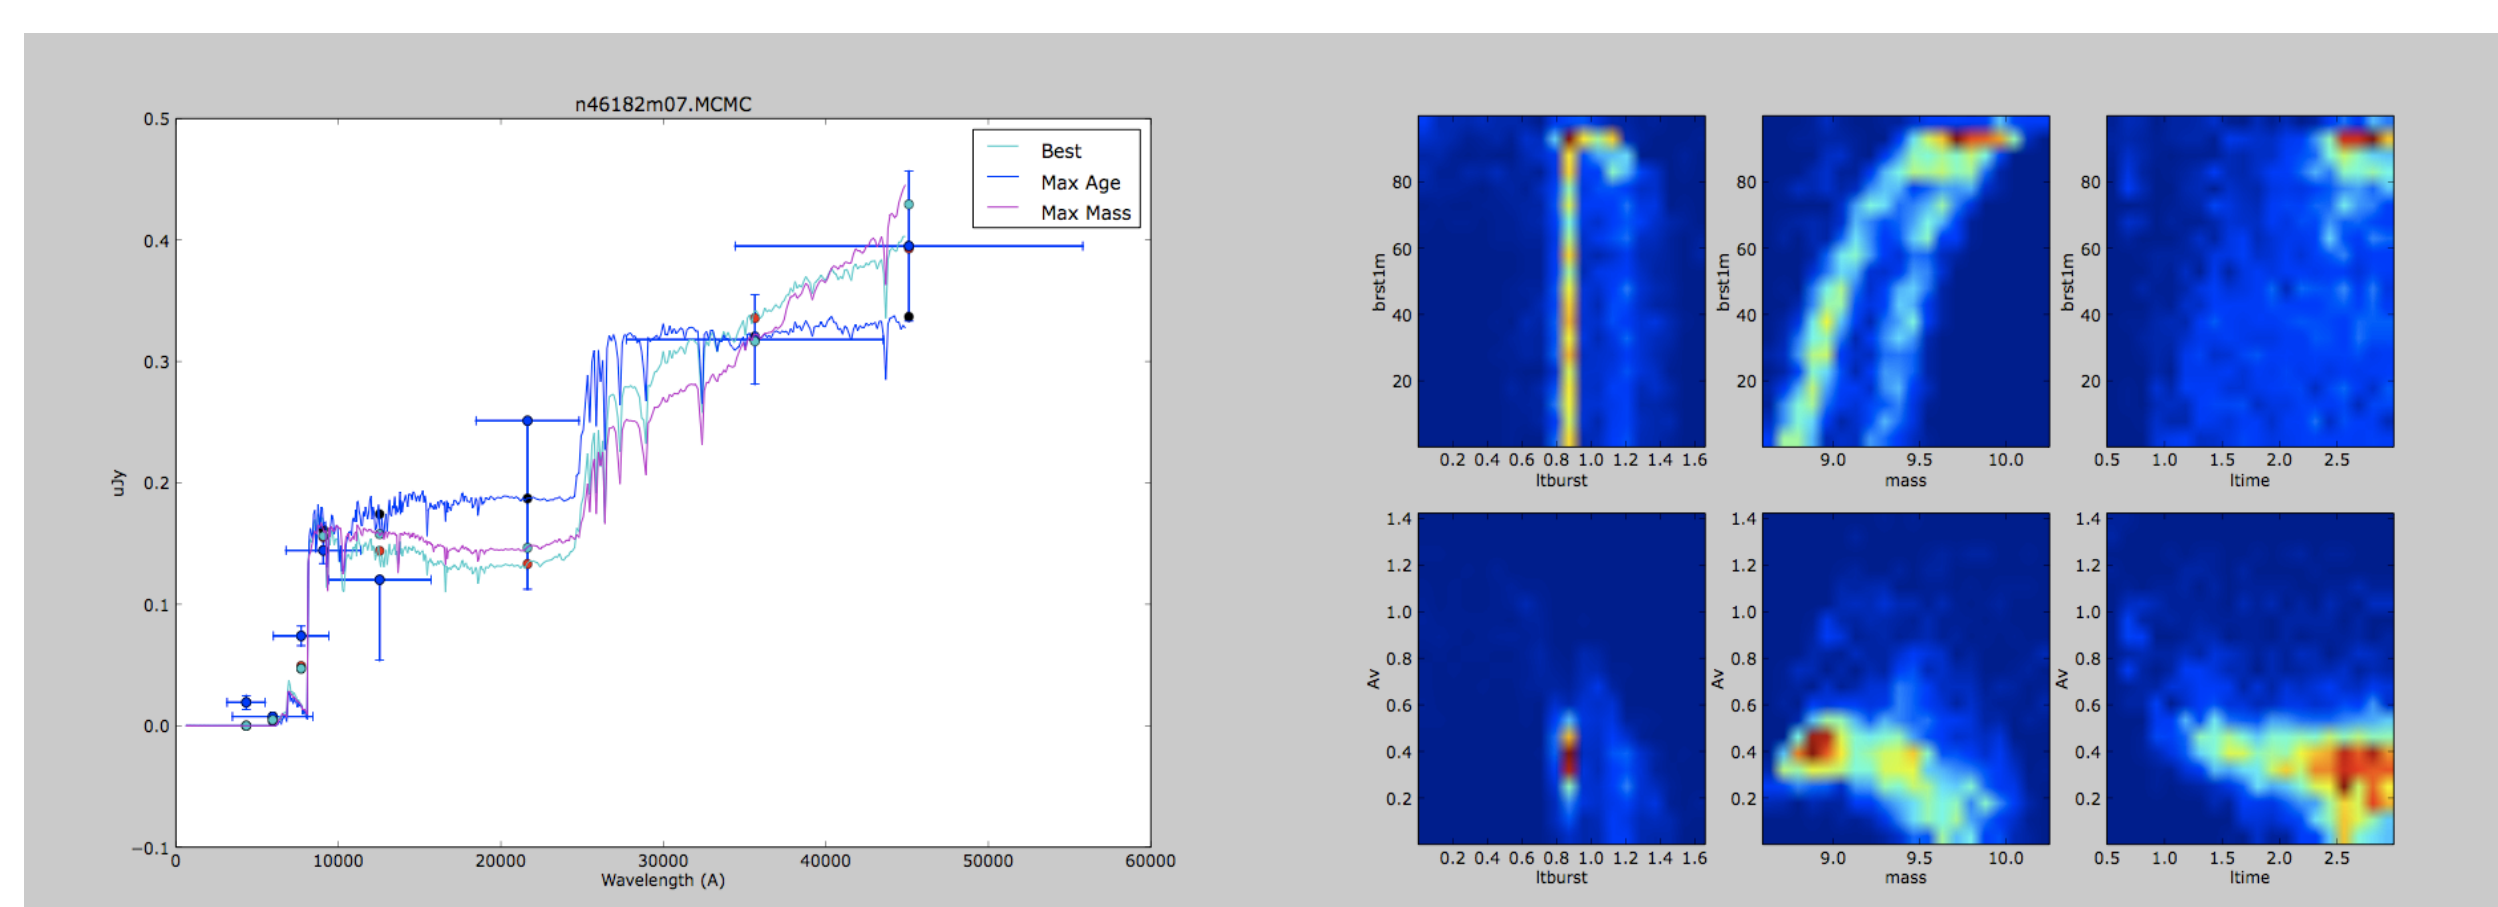 n46182m07.MCMC
0.5
0.4
0.3
0.2
0.1
0.0
−0.1
uJy
0 10000 20000 30000 40000 50000 60000
Wavelength (A)
Best
Max Age
Max Mass
80
60
40
20
brst1m
0.2 0.4 0.6 0.8 1.0 1.2 1.4 1.6
ltburst
80
60
40
20
brst1m
9.0 9.5 10.0
mass
80
60
40
20
brst1m
0.5 1.0 1.5 2.0 2.5
ltime
1.4
1.2
1.0
0.8
0.6
0.4
0.2
Av
0.2 0.4 0.6 0.8 1.0 1.2 1.4 1.6
ltburst
1.4
1.2
1.0
0.8
0.6
0.4
0.2
Av
9.0 9.5 10.0
mass
1.4
1.2
1.0
0.8
0.6
0.4
0.2
Av
0.5 1.0 1.5 2.0 2.5
ltime